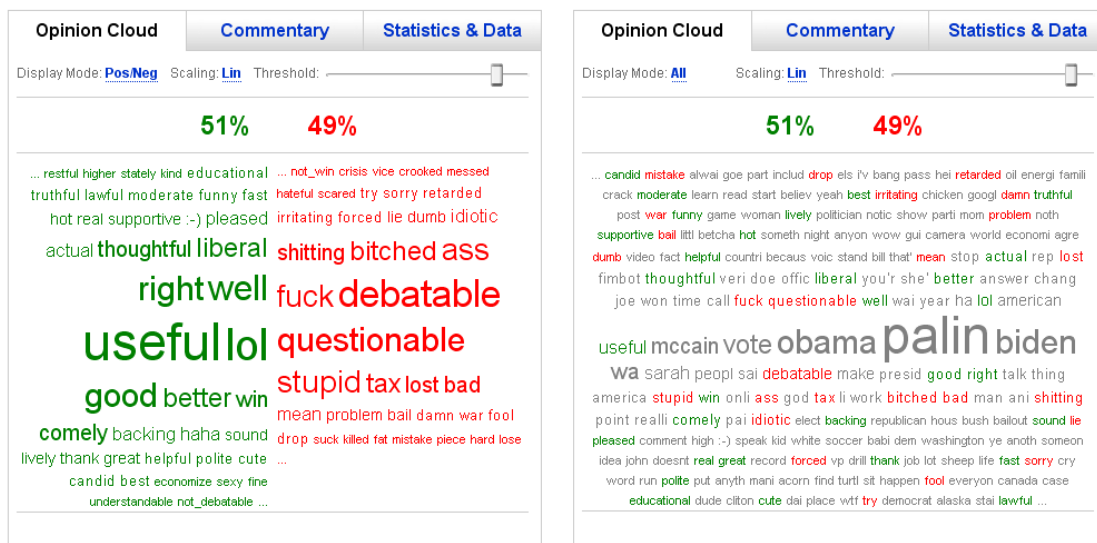 Opinion Cloud Commentary Statistics & Data
Display Mode: Pos/Neg Scaling: Lin Threshold:
51% 49%
... restful higher stately kind educational
truthful lawful moderate funny fast
hot real supportive :-) pleased
actual thoughtful liberal
right well
useful lol
good better win
comely backing haha sound
lively thank great helpful polite cute
candid best economize sexy fine
understandable not_debatable ...
... not_win crisis vice crooked messed
hateful scared try sorry retarded
irritating forced lie dumb idiotic
shitting bitched ass
fuck debatable
questionable
stupid tax lost bad
mean problem bail damn war fool
drop suck killed fat mistake piece hard lose
...
Opinion Cloud Commentary Statistics & Data
Display Mode: All Scaling: Lin Threshold:
51% 49%
... candid mistake alwai goe part includ drop els i'v bang pass hei retarded oil energi famili
crack moderate learn read start believ yeah best irritating chicken googl damn truthful
post war funny game woman lively politician notic show parti mom problem noth
supportive bail littl betcha hot someth night anyon wow gui camera world economi agre
dumb video fact helpful countri becaus voic stand bill that' mean stop actual rep lost
fimbot thoughtful veri doe offic liberal you'r she' better answer chang
joe won time call fuck questionable well wai year ha lol american
useful mccain vote obama palin biden
wa sarah peopl sai debatable make presid good right talk thing
america stupid win onli ass god tax li work bitched bad man ani shitting
point realli comely pai idiotic elect backing republican hous bush bailout sound lie
pleased comment high :-) speak kid white soccer babi dem washington ye anoth someon
idea john doesnt real great record forced vp drill thank job lot sheep life fast sorry cry
word run polite put anyth mani acorn find turtl sit happen fool everyon canada case
educational dude cliton cute dai place wtf try democrat alaska stai lawful ...